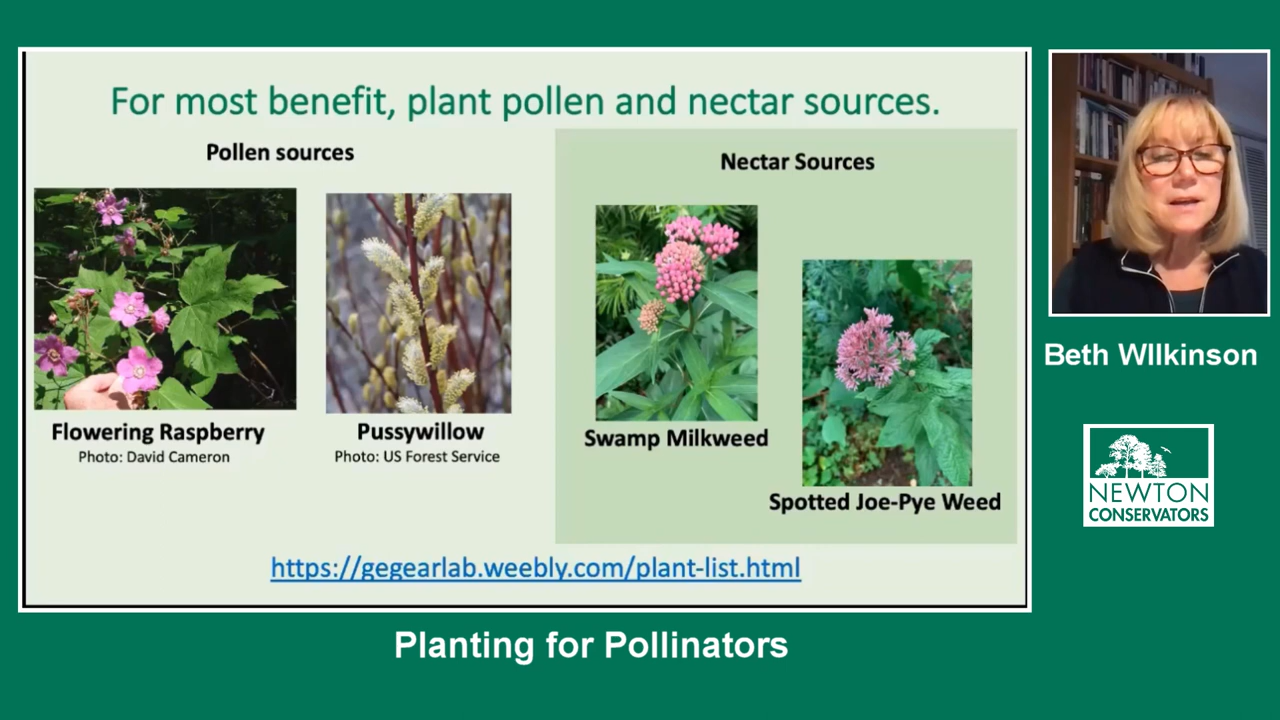 For most benefit, plant pollen and nectar sources.
Pollen sources
Nectar Sources
Flowering Raspberry
Photo: David Cameron
Pussywillow
Photo: US Forest Service
Swamp Milkweed
Spotted Joe-Pye Weed
https://gegearlab.weebly.com/plant-list.html
Beth WIlkinson
NEWTON
CONSERVATORS
Planting for Pollinators